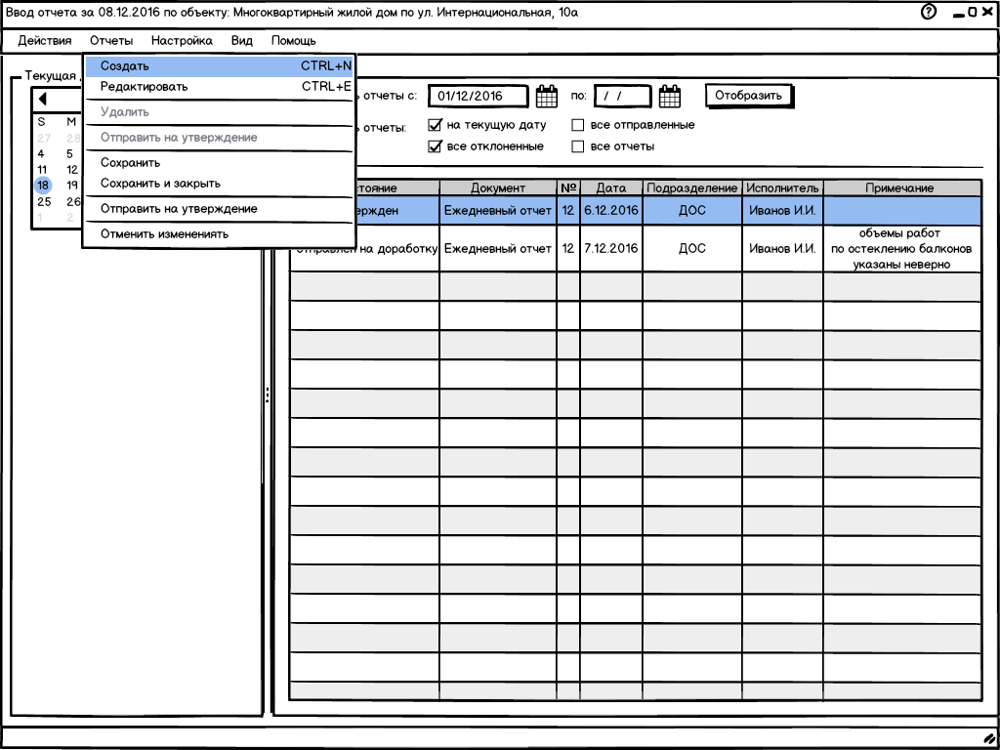 Ввод отчета за 08.12.2016 по объекту: Многоквартирный жилой дом по ул. Интернациональная, 10а
Действия Отчеты Настройка Вид Помощь
Текущая
Создать CTRL+N
Редактировать CTRL+E
Удалить
Отправить на утверждение
Сохранить
Сохранить и закрыть
Отправить на утверждение
Отменить измененияять
S M
27 28
4 5
11 12
18 19
25 26
1 2
отчеты с: 01/12/2016 по: / / Отобразить
отчеты: на текущую дату все отправленные
все отклоненные все отчеты
стояние Документ № Дата Подразделение Исполнитель Примечание
ержден Ежедневный отчет 12 6.12.2016 ДОС Иванов И.И.
Отправлен на доработку Ежедневный отчет 12 7.12.2016 ДОС Иванов И.И. объемы работ
по остеклению балконов
указаны неверно